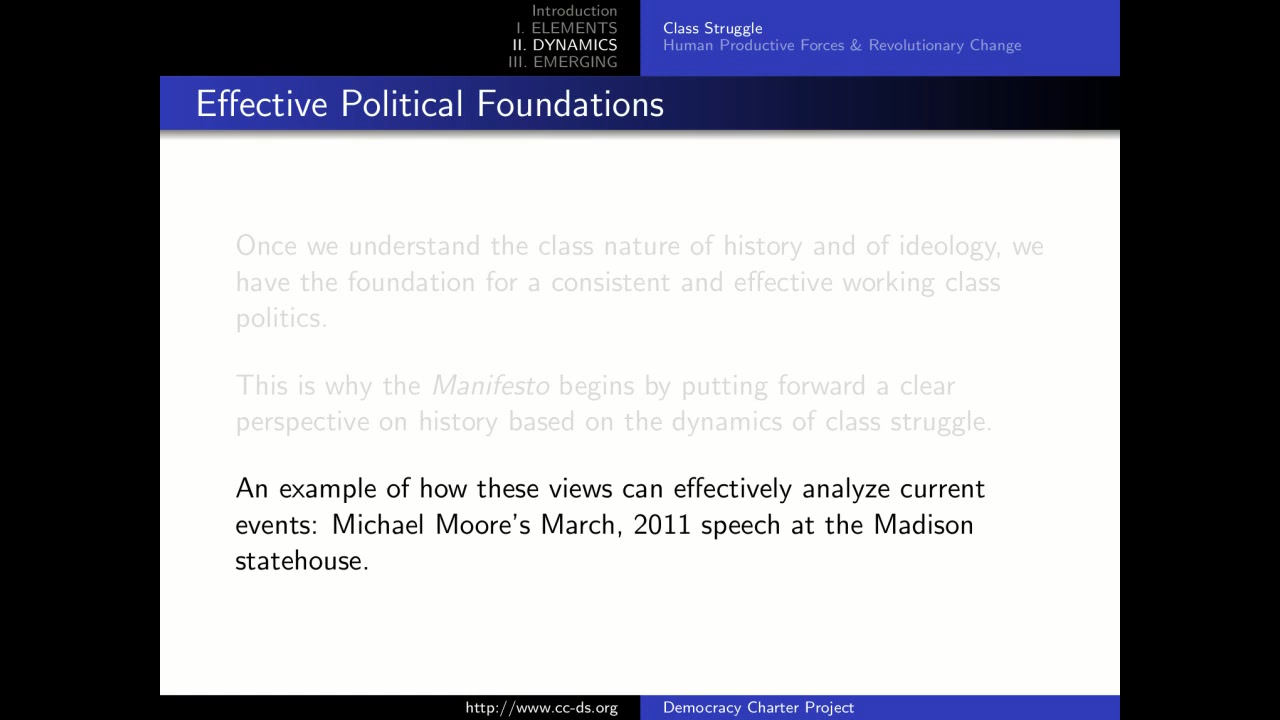 Introduction
I. ELEMENTS
II. DYNAMICS
III. EMERGING
Class Struggle
Human Productive Forces & Revolutionary Change
Effective Political Foundations
Once we understand the class nature of history and of ideology, we
have the foundation for a consistent and effective working class
politics.
This is why the Manifesto begins by putting forward a clear
perspective on history based on the dynamics of class struggle.
An example of how these views can effectively analyze current
events: Michael Moore's March, 2011 speech at the Madison
statehouse.
http://www.cc-ds.org
Democracy Charter Project